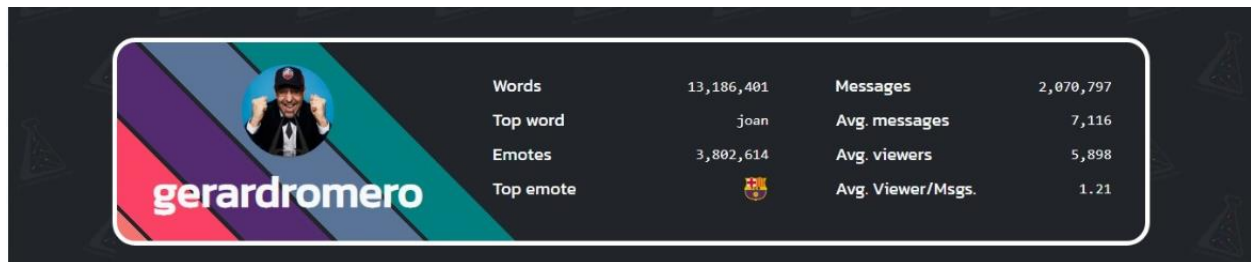 Words 13,186,401 Messages 2,070,797
Top word joan Avg. messages 7,116
Emotes 3,802,614 Avg. viewers 5,898
Top emote Avg. Viewer/Msgs. 1.21
gerardromero